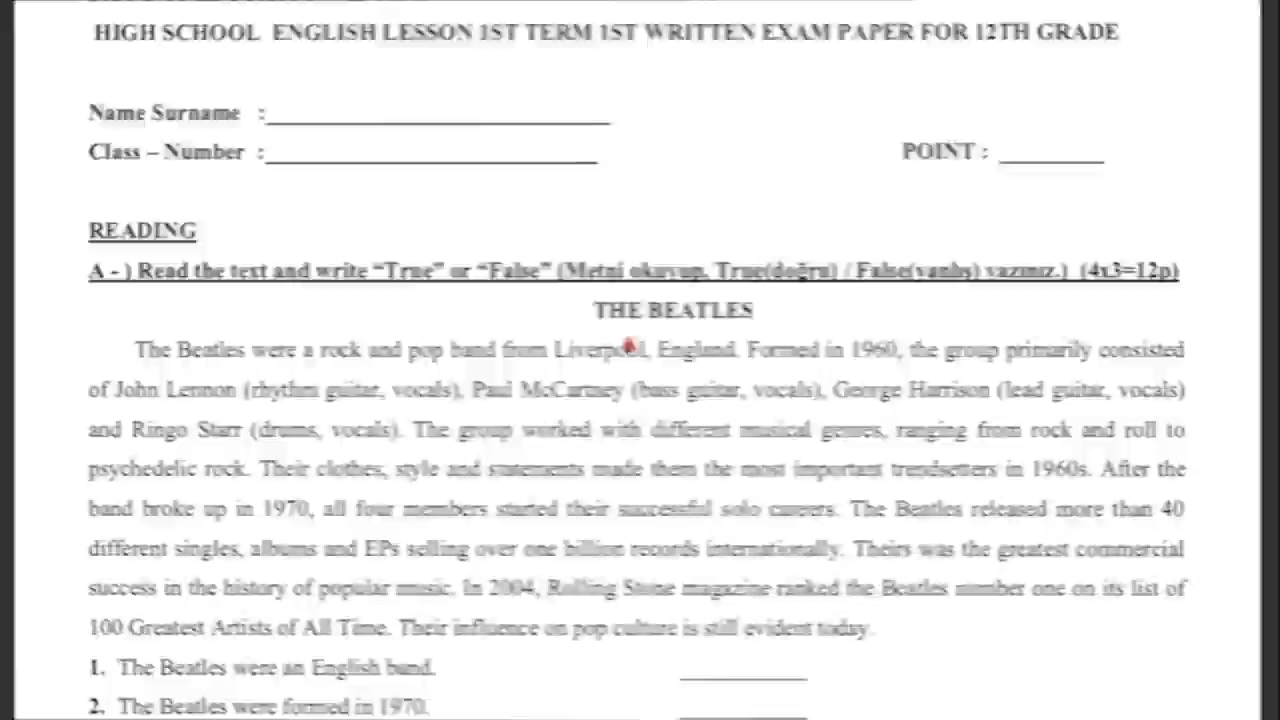 HIGH SCHOOL ENGLISH LESSON 1ST TERM 1ST WRITTEN EXAM PAPER FOR 12TH GRADE
Name Surname :
Class – Number :
POINT :
READING
A - ) Read the text and write “True” or “False” (Metni okuyup, True(doğru) / False(yanlış) yazınız.) (4x3=12p)
THE BEATLES
The Beatles were a rock and pop band from Liverpool, England. Formed in 1960, the group primarily consisted
of John Lennon (rhythm guitar, vocals), Paul McCartney (bass guitar, vocals), George Harrison (lead guitar, vocals)
and Ringo Starr (drums, vocals). The group worked with different musical genres, ranging from rock and roll to
psychedelic rock. Their clothes, style and statements made them the most important trendsetters in 1960s. After the
band broke up in 1970, all four members started their successful solo careers. The Beatles released more than 40
different singles, albums and EPs selling over one billion records internationally. Theirs was the greatest commercial
success in the history of popular music. In 2004, Rolling Stone magazine ranked the Beatles number one on its list of
100 Greatest Artists of All Time. Their influence on pop culture is still evident today.
1. The Beatles were an English band.
2. The Beatles were formed in 1970.